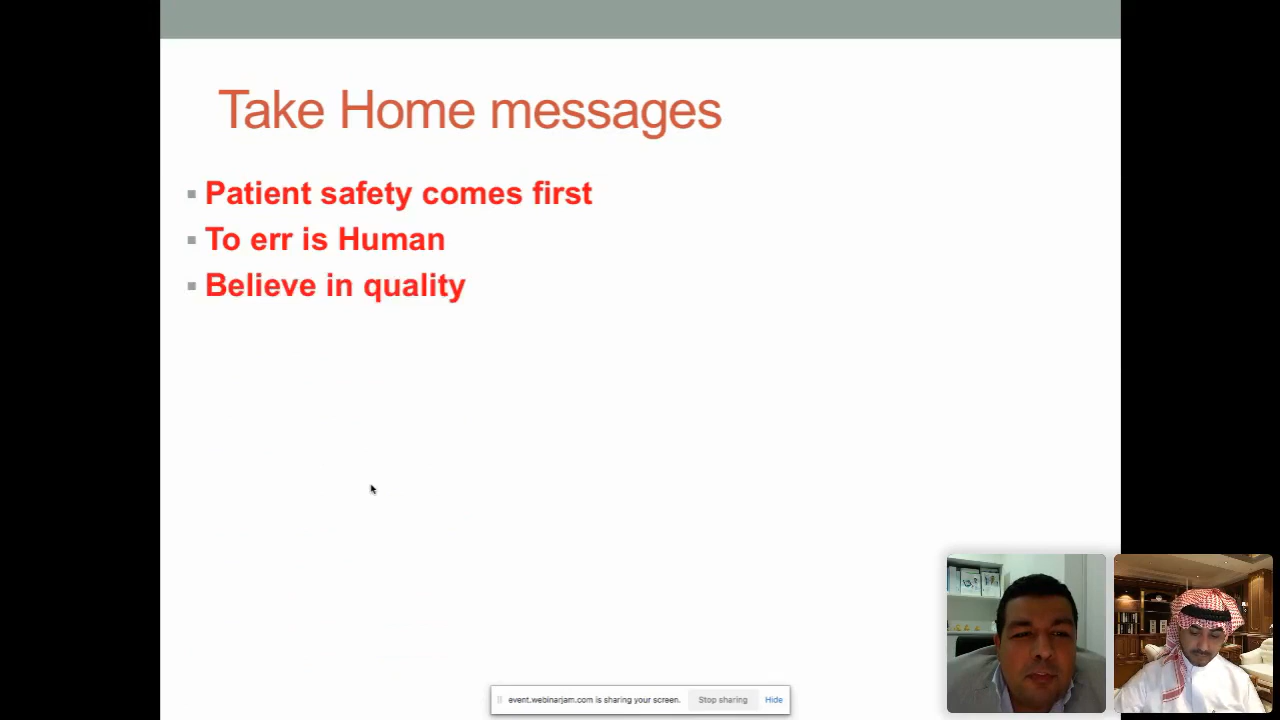 Take Home messages
Patient safety comes first
To err is Human
Believe in quality
event.webinarjam.com is sharing your screen. Stop sharing Hide